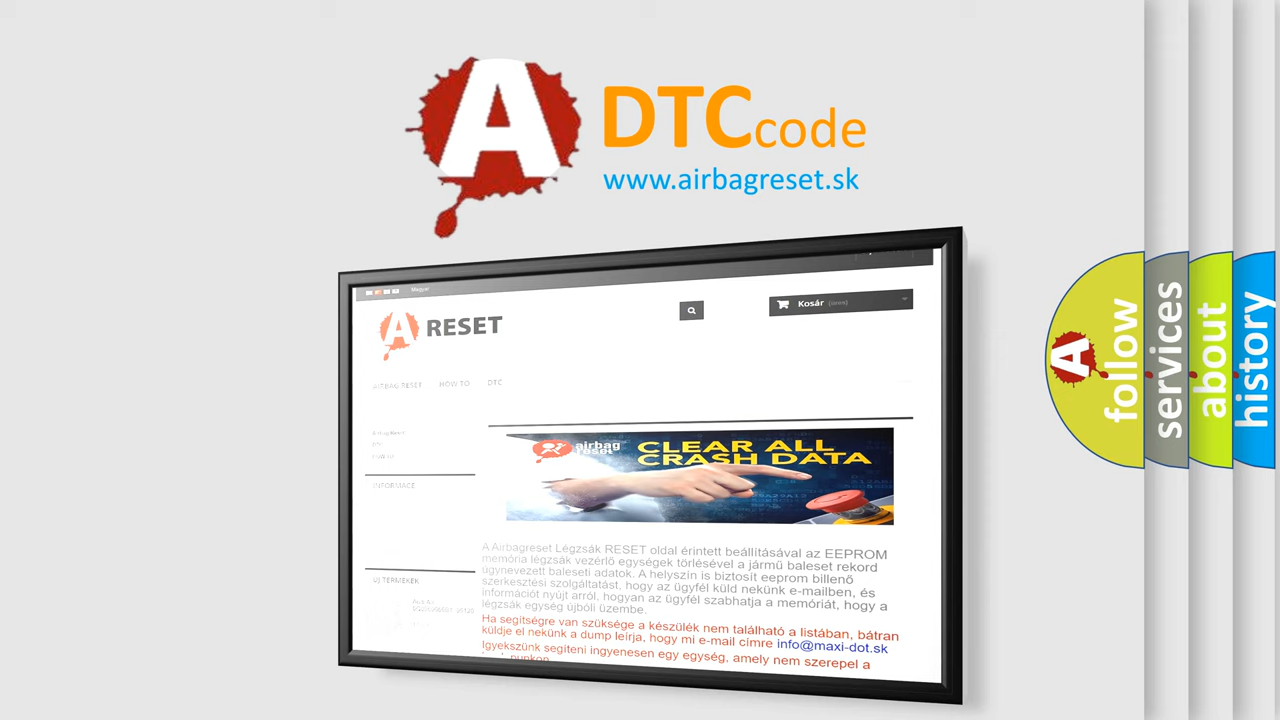 A
DTCcode
www.airbagreset.sk
Magyar
Kosár (üres)
A RESET
AIRBAG RESET HOW TO DTC
airbag
reset
CLEAR ALL
CRASH DATA
INFORMACE
ÚJ TERMÉKEK
A Airbagreset Légzsák RESET oldal érintett beállításával az EEPROM
memória légzsák vezérlő egységek törlésével a jármű baleset rekord
úgynevezett baleseti adatok. A helyszín is biztosít eeprom billenő
szerkesztési szolgáltatást, hogy az ügyfél küld nekünk e-mailben, és
információt nyújt arról, hogyan az ügyfél szabhatja a memóriát, hogy a
légzsák egység újbóli üzembe.
Ha segítségre van szüksége a készülék nem található a listában, bátran
küldje el nekünk a dump leírja, hogy mi e-mail címre info@maxi-dot.sk
Igyekszünk segíteni ingyenesen egy egység, amely nem szerepel a
A
follow
services
about
history